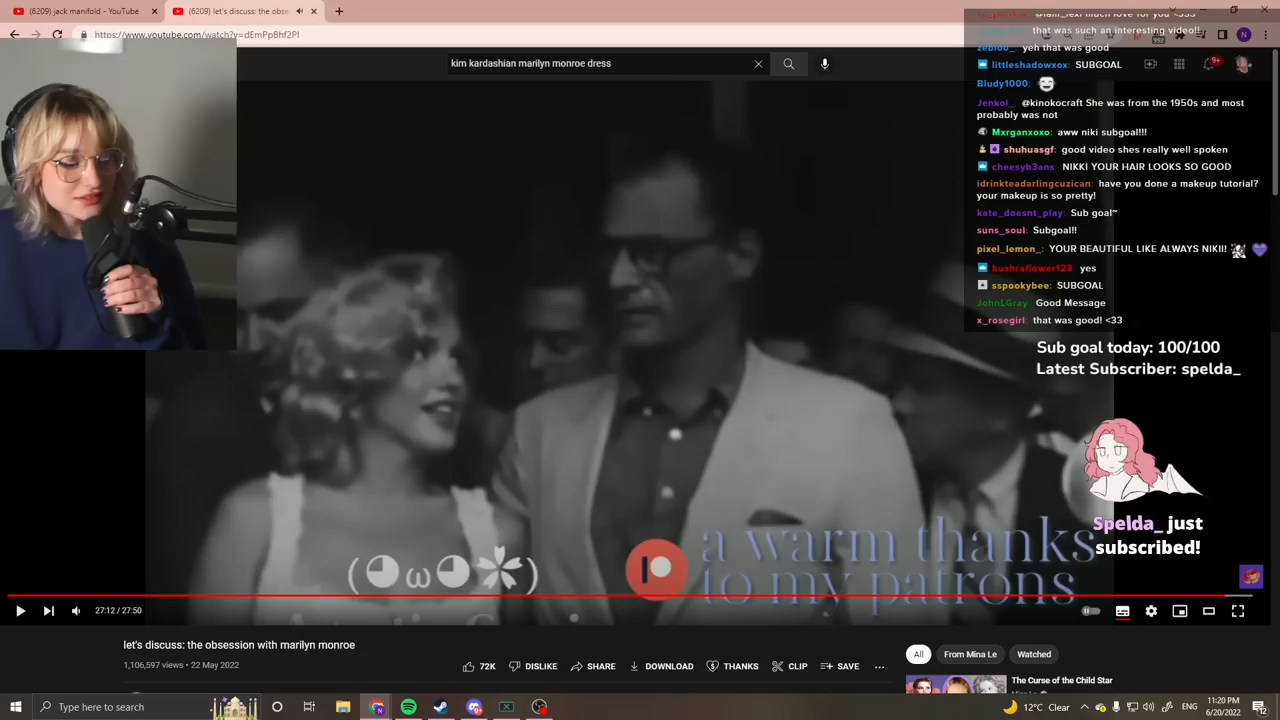 (6209) jack manifold - YouTube
(6209) let's discuss: the obse
https://www.youtube.com/watch?v=dEmPpBhf2PI
kim kardashian marilyn monroe dress
that was such an interesting video!!
zebloo_: yeh that was good
littleshadowxox: SUBGOAL
9+
Bludy1000:
Jenkol_: @kinokocraft She was from the 1950s and most
probably was not
Mxrganxoxo: aww niki subgoal!!!
shuhuasgf: good video shes really well spoken
cheesyb3ans: NIKKI YOUR HAIR LOOKS SO GOOD
idrinkteadarlingcuzican: have you done a makeup tutorial?
your makeup is so pretty!
kate_doesnt_play: Sub goal~
suns_soul: Subgoal!!
pixel_lemon_: YOUR BEAUTIFUL LIKE ALWAYS NIKII!
bushraflower123 yes
sspookybee: SUBGOAL
JohnLGray: Good Message
x_rosegirl: that was good! <33
Sub goal today: 100/100
Latest Subscriber: spelda_
Spelda_ just
subscribed!
a warm thanks
to my patrons
(◕ω◕✲)
27:12 / 27:50
let's discuss: the obsession with marilyn monroe
1,106,597 views • 22 May 2022
72K
DISLIKE
SHARE
DOWNLOAD
THANKS
CLIP
SAVE
All
From Mina Le
Watched
The Curse of the Child Star
Type here to search
12°C Clear
11:20 PM
6/20/2022
12